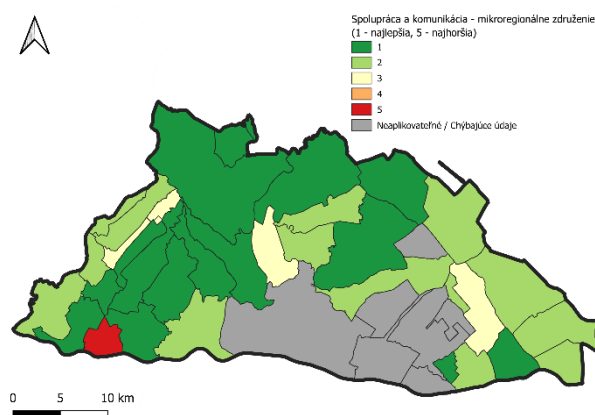 Spolupráca a komunikácia - mikroregionálne združenie
(1 - najlepšia, 5 - najhoršia)
1
2
3
4
5
Neaplikovateľné / Chýbajúce údaje
0 5 10 km